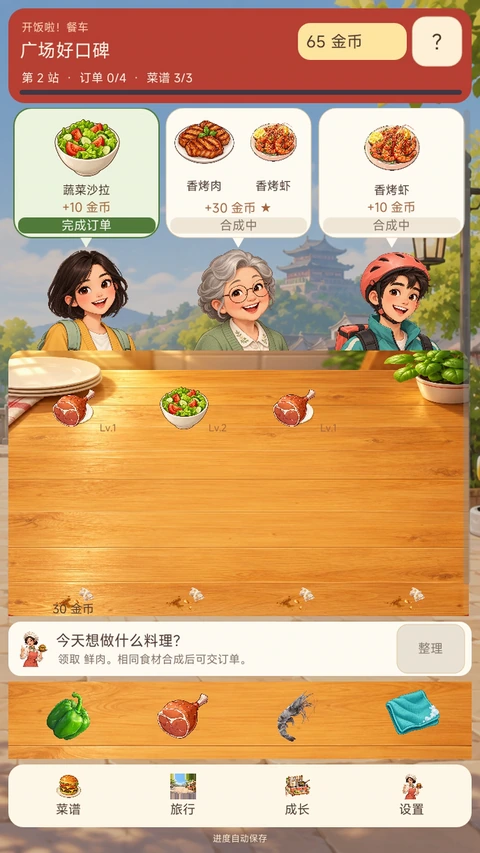 开饭啦！餐车
广场好口碑
65 金币
?
第 2 站 · 订单 0/4 · 菜谱 3/3
蔬菜沙拉
+10 金币
完成订单
香烤肉 香烤虾
+30 金币 ★
合成中
香烤虾
+10 金币
合成中
Lv.1
Lv.2
Lv.1
30 金币
今天想做什么料理？
领取 鲜肉。相同食材合成后可交订单。
整理
菜谱
旅行
成长
设置
进度自动保存